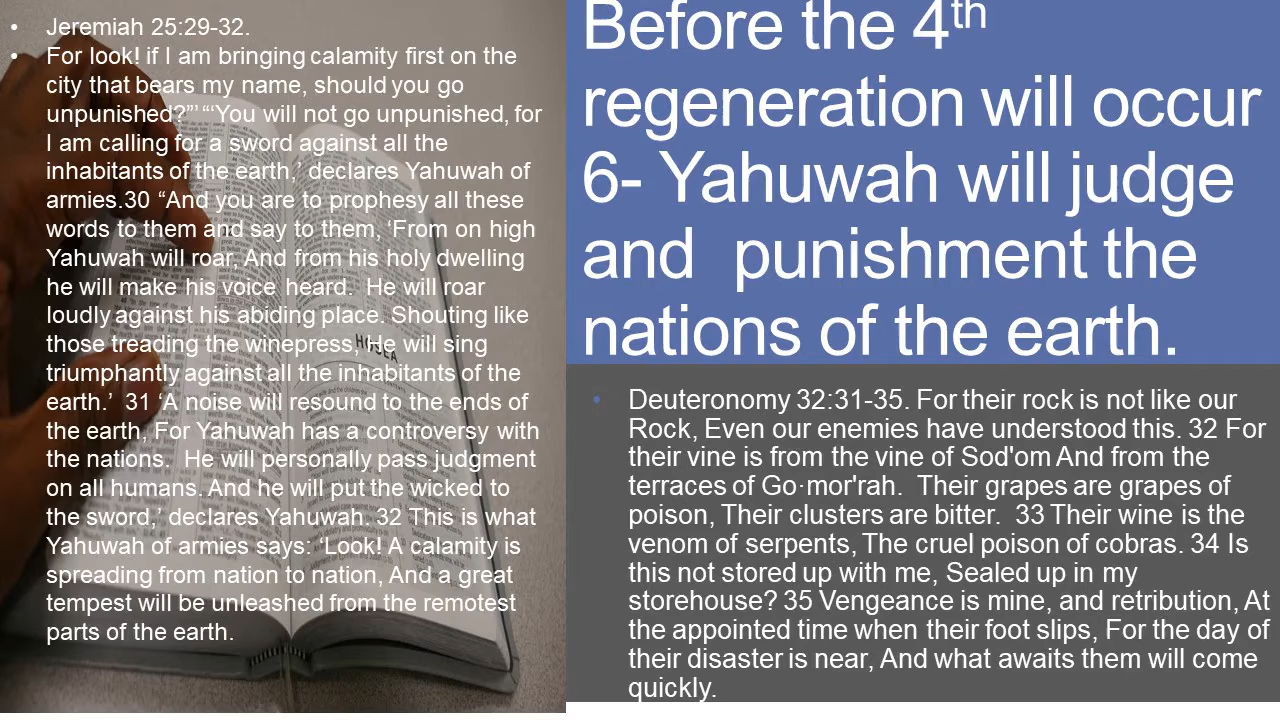 • Jeremiah 25:29-32.
• For look! if I am bringing calamity first on the
city that bears my name, should you go
unpunished?”’ “‘You will not go unpunished, for
I am calling for a sword against all the
inhabitants of the earth,’ declares Yahuwah of
armies.30 “And you are to prophesy all these
words to them and say to them, ‘From on high
Yahuwah will roar, And from his holy dwelling
he will make his voice heard.  He will roar
loudly against his abiding place. Shouting like
those treading the winepress, He will sing
triumphantly against all the inhabitants of the
earth.’  31 ‘A noise will resound to the ends of
the earth, For Yahuwah has a controversy with
the nations.  He will personally pass judgment
on all humans. And he will put the wicked to
the sword,’ declares Yahuwah. 32 This is what
Yahuwah of armies says: ‘Look! A calamity is
spreading from nation to nation, And a great
tempest will be unleashed from the remotest
parts of the earth.
HOSEA
Before the 4th
regeneration will occur
6- Yahuwah will judge
and  punishment the
nations of the earth.
• Deuteronomy 32:31-35. For their rock is not like our
Rock, Even our enemies have understood this. 32 For
their vine is from the vine of Sod'om And from the
terraces of Go·mor'rah.  Their grapes are grapes of
poison, Their clusters are bitter.  33 Their wine is the
venom of serpents, The cruel poison of cobras. 34 Is
this not stored up with me, Sealed up in my
storehouse? 35 Vengeance is mine, and retribution, At
the appointed time when their foot slips, For the day of
their disaster is near, And what awaits them will come
quickly.